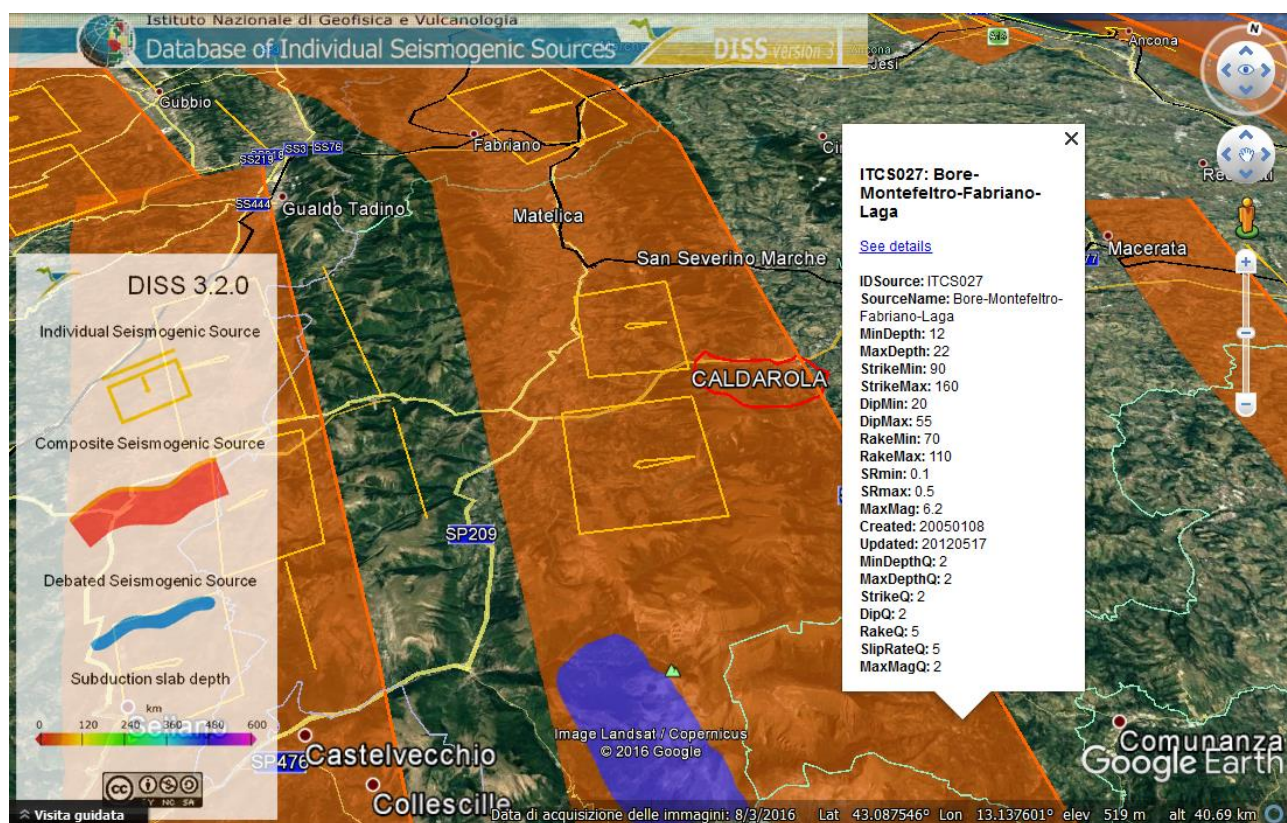 Istituto Nazionale di Geofisica e Vulcanologia
Database of Individual Seismogenic Sources
DISS version 3
Ancona
Jesi
N
Gubbio
Fabriano
SS219
SS3
SS76
SS444
Gualdo Tadino
Matelica
San Severino Marche
Macerata
77
CALDAROLA
SP209
SP476
Castelvecchio
Collescille
Comunanza
DISS 3.2.0
Individual Seismogenic Source
Composite Seismogenic Source
Debated Seismogenic Source
Subduction slab depth
km
0 120 240 360 480 600
Sellano
cc
BY NC SA
ITCS027: Bore-
Montefeltro-Fabriano-
Laga
See details
IDSource: ITCS027
SourceName: Bore-Montefeltro-
Fabriano-Laga
MinDepth: 12
MaxDepth: 22
StrikeMin: 90
StrikeMax: 160
DipMin: 20
DipMax: 55
RakeMin: 70
RakeMax: 110
SRmin: 0.1
SRmax: 0.5
MaxMag: 6.2
Created: 20050108
Updated: 20120517
MinDepthQ: 2
MaxDepthQ: 2
StrikeQ: 2
DipQ: 2
RakeQ: 5
SlipRateQ: 5
MaxMagQ: 2
Image Landsat / Copernicus
© 2016 Google
Google Earth
Visita guidata
Data di acquisizione delle immagini: 8/3/2016 Lat 43.087546° Lon 13.137601° elev 519 m alt 40.69 km